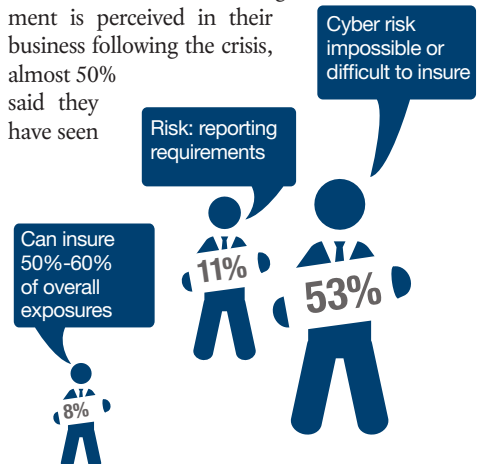 ment is perceived in their
business following the crisis,
almost 50%
said they
have seen
Cyber risk
impossible or
difficult to insure
53%
Risk: reporting
requirements
11%
Can insure
50%-60%
of overall
exposures
8%